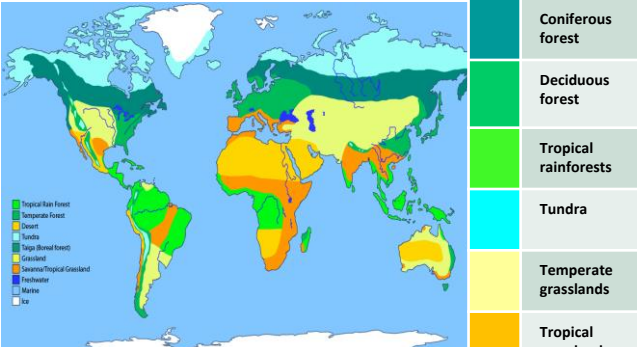 Tropical Rain Forest
Temperate Forest
Desert
Tundra
Taiga (Boreal forest)
Grassland
Savanna/Tropical Grassland
Freshwater
Marine
Ice
Coniferous
forest
Deciduous
forest
Tropical
rainforests
Tundra
Temperate
grasslands
Tropical